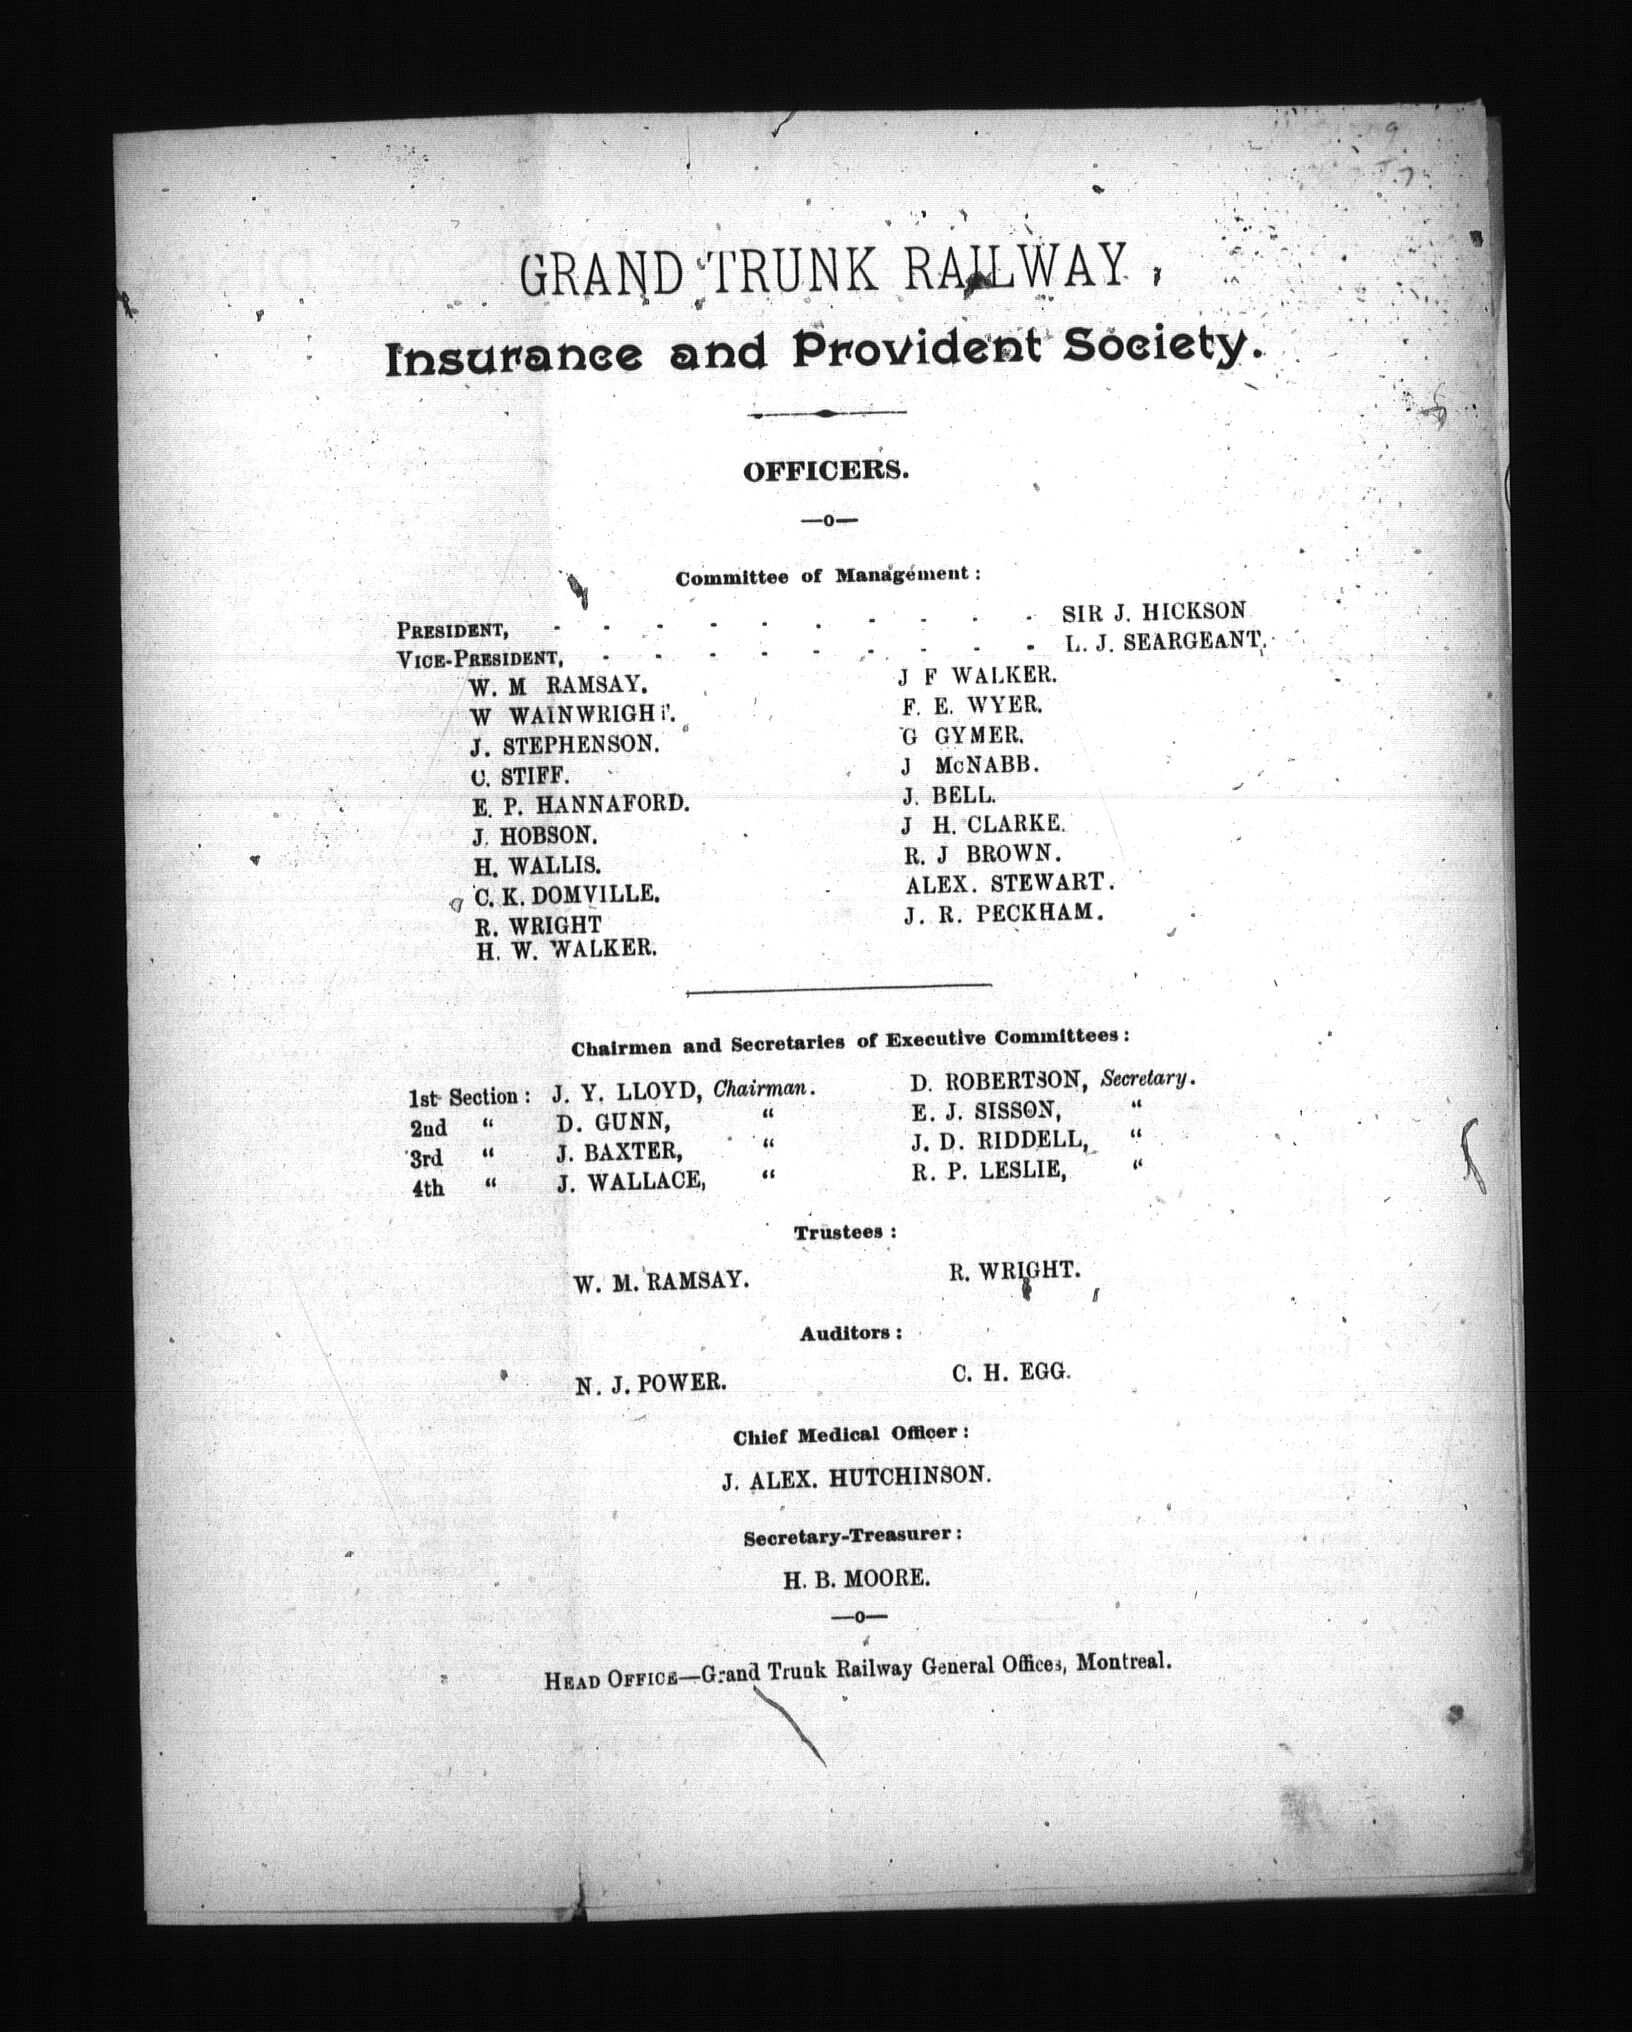 GRAND TRUNK RAILWAY
Insurance and Provident Society.
OFFICERS.
—o—
Committee of Management:
PRESIDENT, - - - - - - - - - - SIR J. HICKSON
VICE-PRESIDENT, - - - - - - - - - L. J. SEARGEANT.
W. M RAMSAY. J F WALKER.
W WAINWRIGHT. F. E. WYER.
J. STEPHENSON. G GYMER.
C. STIFF. J McNABB.
E. P. HANNAFORD. J. BELL.
J. HOBSON. J H. CLARKE.
H. WALLIS. R. J BROWN.
C. K. DOMVILLE. ALEX. STEWART.
R. WRIGHT J. R. PECKHAM.
H. W. WALKER.
Chairmen and Secretaries of Executive Committees:
1st Section: J. Y. LLOYD, Chairman. D. ROBERTSON, Secretary.
2nd “ D. GUNN, “ E. J. SISSON, “
3rd “ J. BAXTER, “ J. D. RIDDELL, “
4th “ J. WALLACE, “ R. P. LESLIE, “
Trustees:
W. M. RAMSAY. R. WRIGHT.
Auditors:
N. J. POWER. C. H. EGG.
Chief Medical Officer:
J. ALEX. HUTCHINSON.
Secretary-Treasurer:
H. B. MOORE.
—o—
HEAD OFFICE—Grand Trunk Railway General Offices, Montreal.